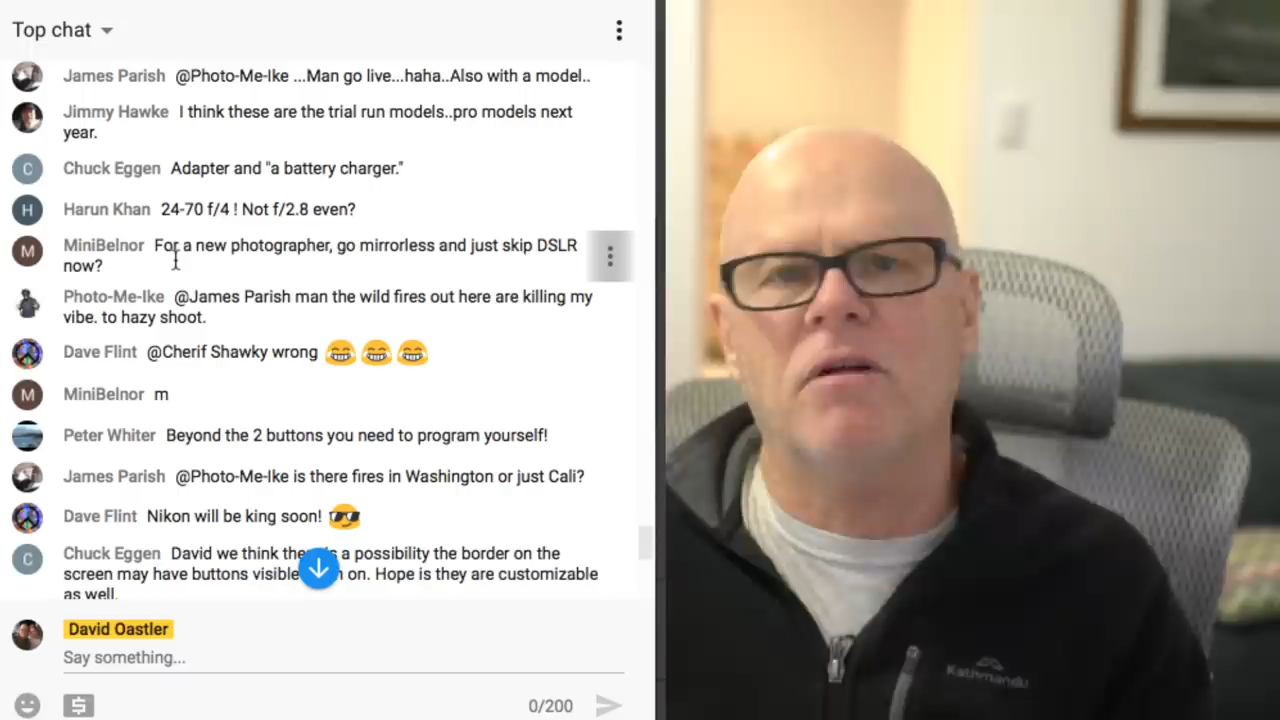 Top chat
James Parish @Photo-Me-Ike ...Man go live...haha..Also with a model..
Jimmy Hawke I think these are the trial run models..pro models next
year.
C
Chuck Eggen Adapter and "a battery charger."
H
Harun Khan 24-70 f/4 ! Not f/2.8 even?
M
MiniBelnor For a new photographer, go mirrorless and just skip DSLR
now?
Photo-Me-Ike @James Parish man the wild fires out here are killing my
vibe. to hazy shoot.
Dave Flint @Cherif Shawky wrong 😂 😂 😂
M
MiniBelnor m
Peter Whiter Beyond the 2 buttons you need to program yourself!
James Parish @Photo-Me-Ike is there fires in Washington or just Cali?
Dave Flint Nikon will be king soon! 😎
C
Chuck Eggen David we think a possibility the border on the
screen may have buttons visible on. Hope is they are customizable
as well.
David Oastler
Say something...
0/200
Kathmandu